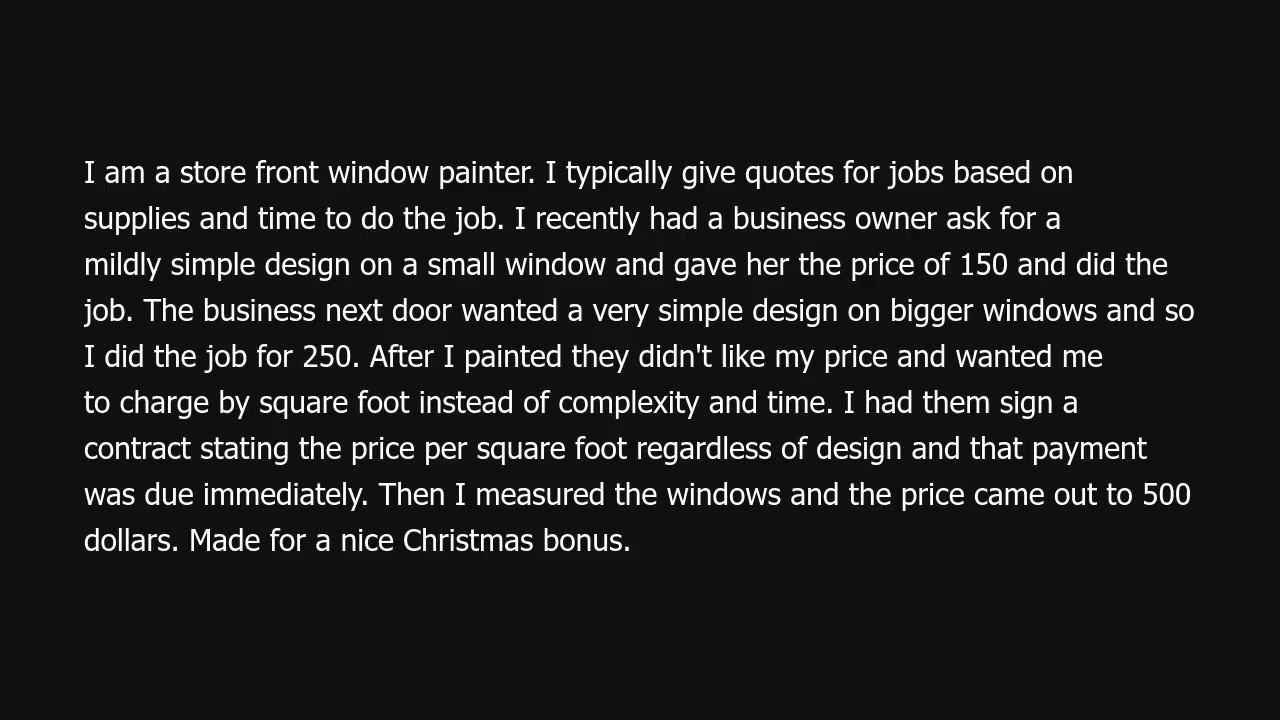 I am a store front window painter. I typically give quotes for jobs based on
supplies and time to do the job. I recently had a business owner ask for a
mildly simple design on a small window and gave her the price of 150 and did the
job. The business next door wanted a very simple design on bigger windows and so
I did the job for 250. After I painted they didn't like my price and wanted me
to charge by square foot instead of complexity and time. I had them sign a
contract stating the price per square foot regardless of design and that payment
was due immediately. Then I measured the windows and the price came out to 500
dollars. Made for a nice Christmas bonus.